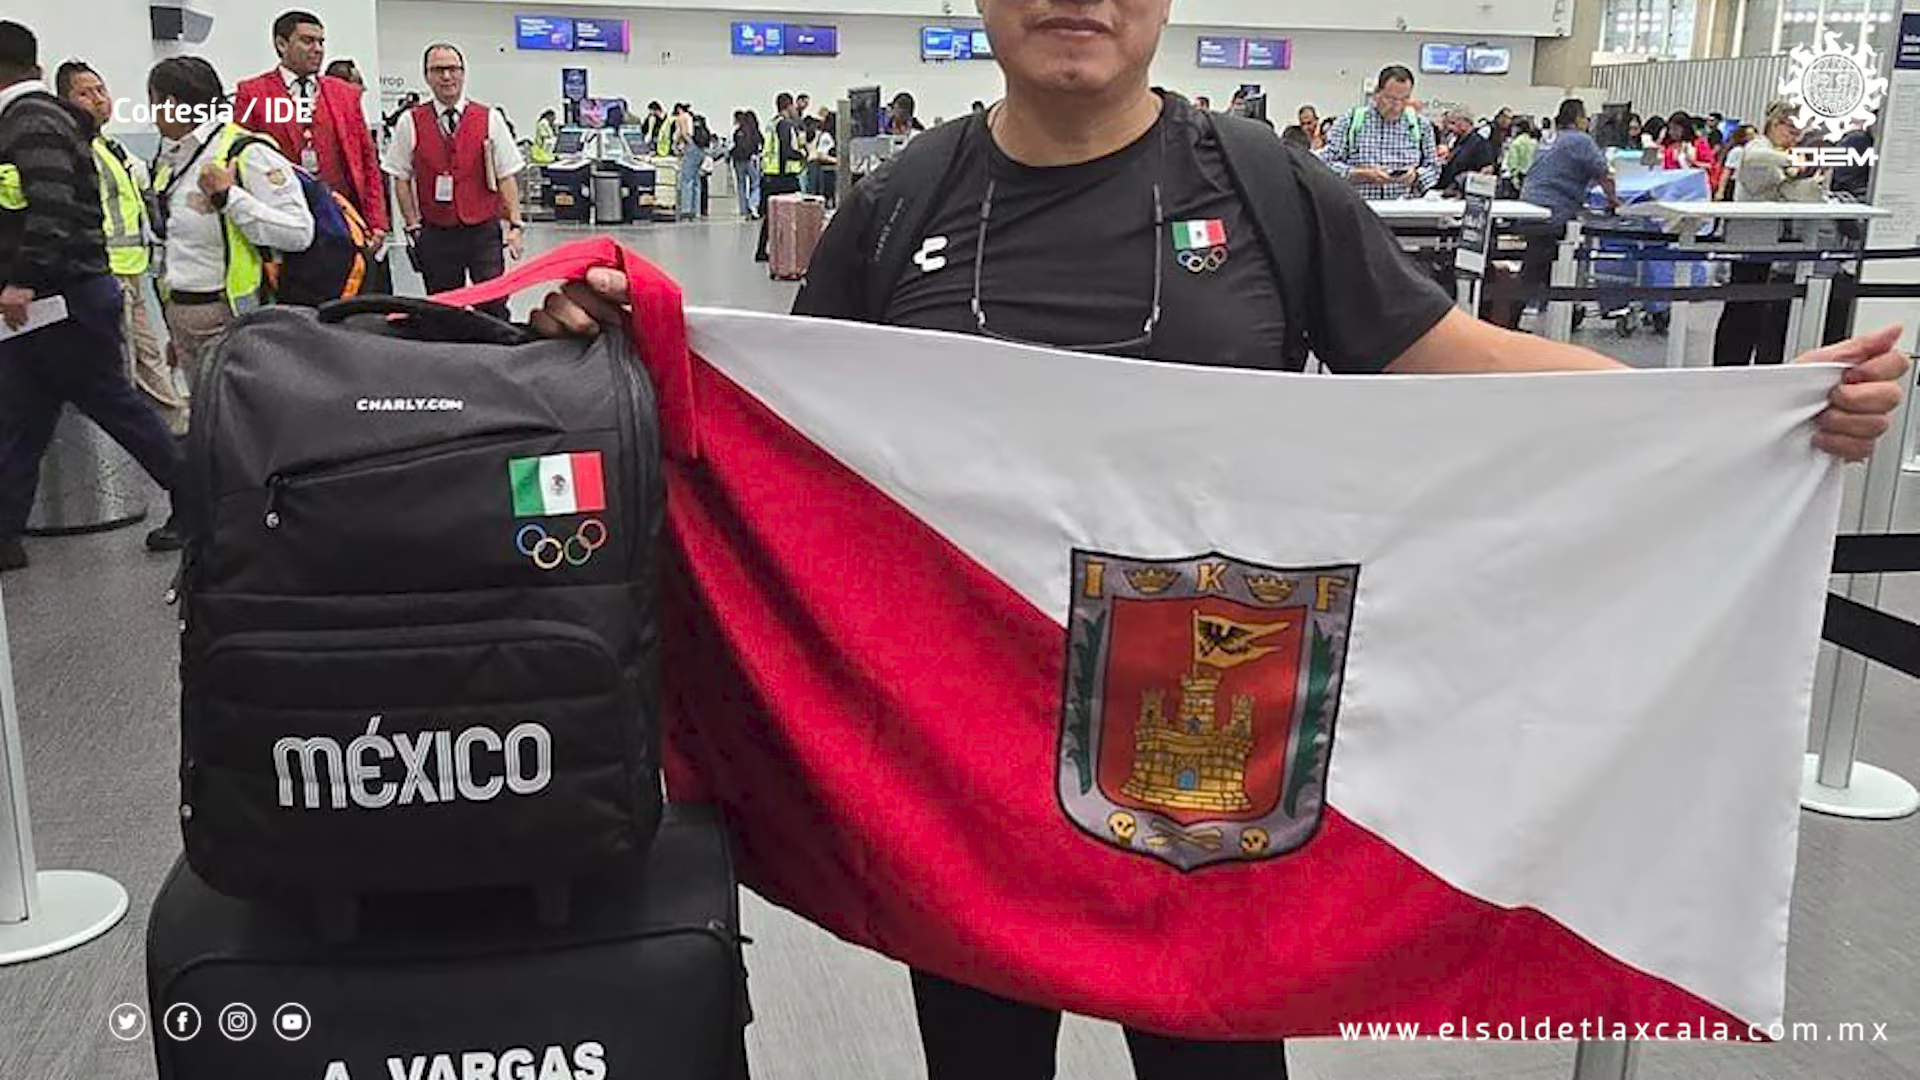 Cortesía / IDE
OEM
CHARLY.COM
I K F
MÉXICO
A. VARGAS
www.elsoldetlaxcala.com.mx